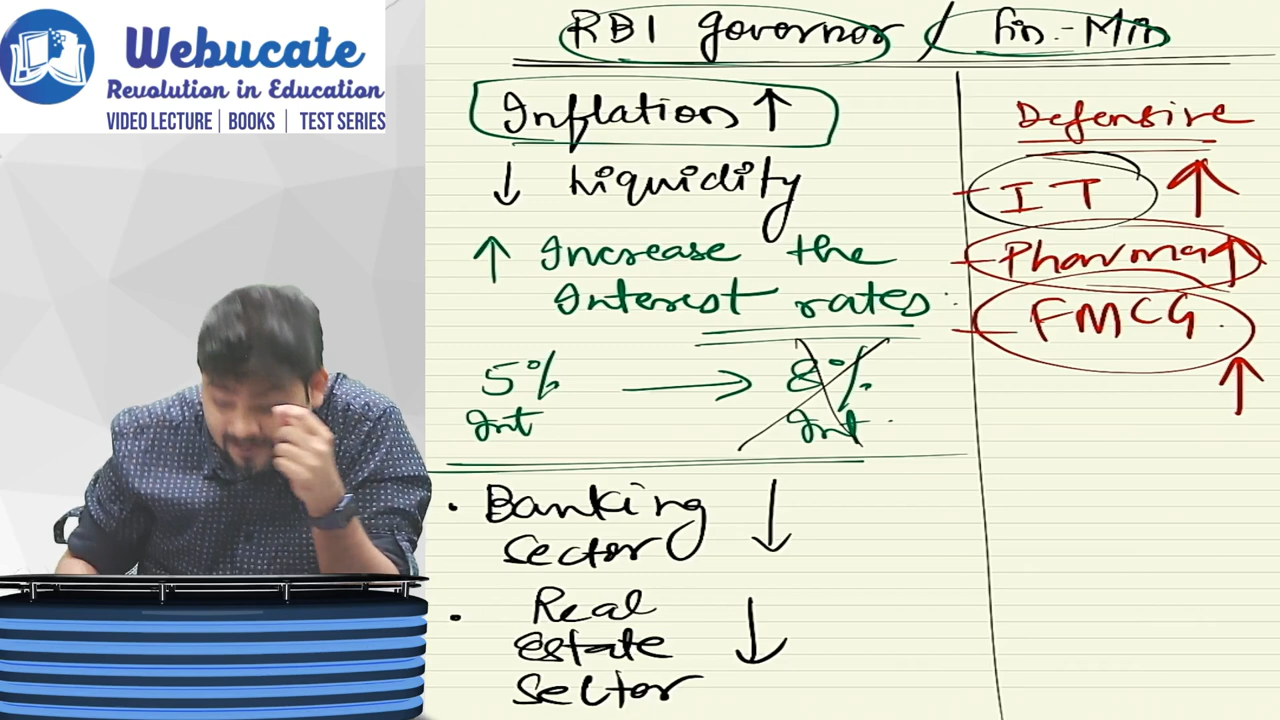 Webucate
Revolution in Education
VIDEO LECTURE | BOOKS | TEST SERIES
RBI governor / Fin.-Min
Inflation ↑
↓ Liquidity
↑ Increase the
Interest rates
5% → 8%
Int Int
• Banking ↓
Sector
• Real ↓
Estate
Sector
Defensive
- IT ↑
- Pharma ↑
- FMCG ↑